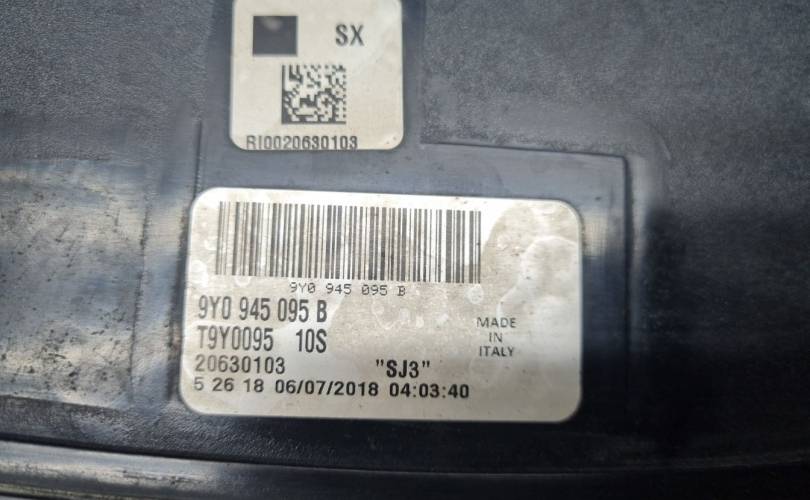 SX
RI0020630103
9Y0 945 095 B
9Y0 945 095 B
T9Y0095 10S
MADE
IN
ITALY
20630103 "SJ3"
5 26 18 06/07/2018 04:03:40